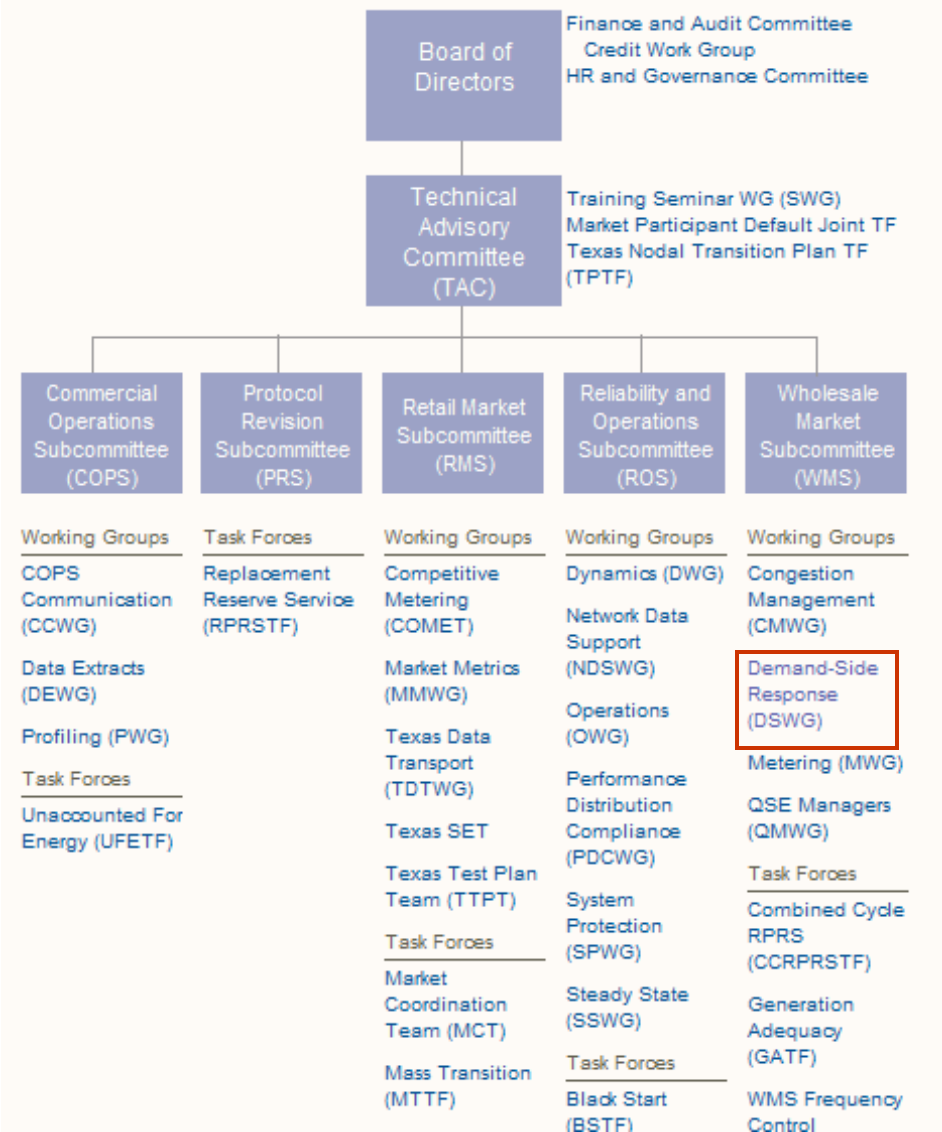 Board of
Directors
Finance and Audit Committee
Credit Work Group
HR and Governance Committee
Technical
Advisory
Committee
(TAC)
Training Seminar WG (SWG)
Market Participant Default Joint TF
Texas Nodal Transition Plan TF
(TPTF)
Commercial
Operations
Subcommittee
(COPS)
Protocol
Revision
Subcommittee
(PRS)
Retail Market
Subcommittee
(RMS)
Reliability and
Operations
Subcommittee
(ROS)
Wholesale
Market
Subcommittee
(WMS)
Working Groups
COPS
Communication
(CCWG)
Data Extracts
(DEWG)
Profiling (PWG)
Task Forces
Unaccounted For
Energy (UFETF)
Task Forces
Replacement
Reserve Service
(RPRSTF)
Working Groups
Competitive
Metering
(COMET)
Market Metrics
(MMWG)
Texas Data
Transport
(TDTWG)
Texas SET
Texas Test Plan
Team (TTPT)
Task Forces
Market
Coordination
Team (MCT)
Mass Transition
(MTTF)
Working Groups
Dynamics (DWG)
Network Data
Support
(NDSWG)
Operations
(OWG)
Performance
Distribution
Compliance
(PDCWG)
System
Protection
(SPWG)
Steady State
(SSWG)
Task Forces
Black Start
(BSTF)
Working Groups
Congestion
Management
(CMWG)
Demand-Side
Response
(DSWG)
Metering (MWG)
QSE Managers
(QMWG)
Task Forces
Combined Cycle
RPRS
(CCRPRSTF)
Generation
Adequacy
(GATF)
WMS Frequency
Control